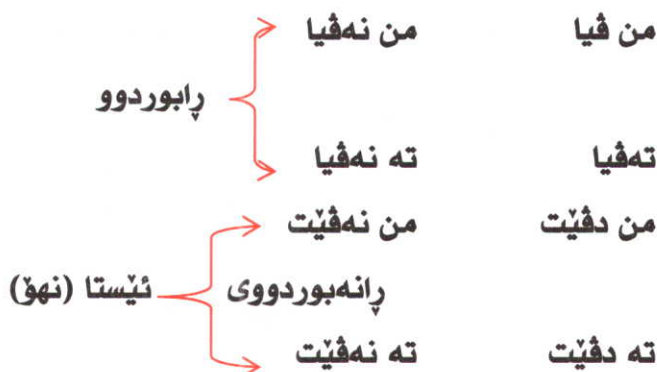 من ڤیا من نەڤیا
ڕابوردوو
تەڤیا تە نەڤیا
من دڤێت من نەڤێت
ڕانەبوردووی ئێستا (نهۆ)
تە دڤێت تە نەڤێت